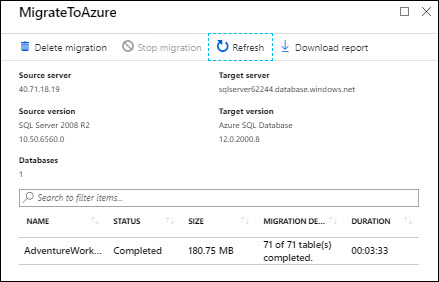 MigrateToAzure
Delete migration Stop migration Refresh Download report
Source server Target server
40.71.18.19 sqlserver62244.database.windows.net
Source version Target version
SQL Server 2008 R2 Azure SQL Database
10.50.6560.0 12.0.2000.8
Databases
1
Search to filter items...
NAME STATUS SIZE MIGRATION DE... DURATION
AdventureWork... Completed 180.75 MB 71 of 71 table(s) completed. 00:03:33